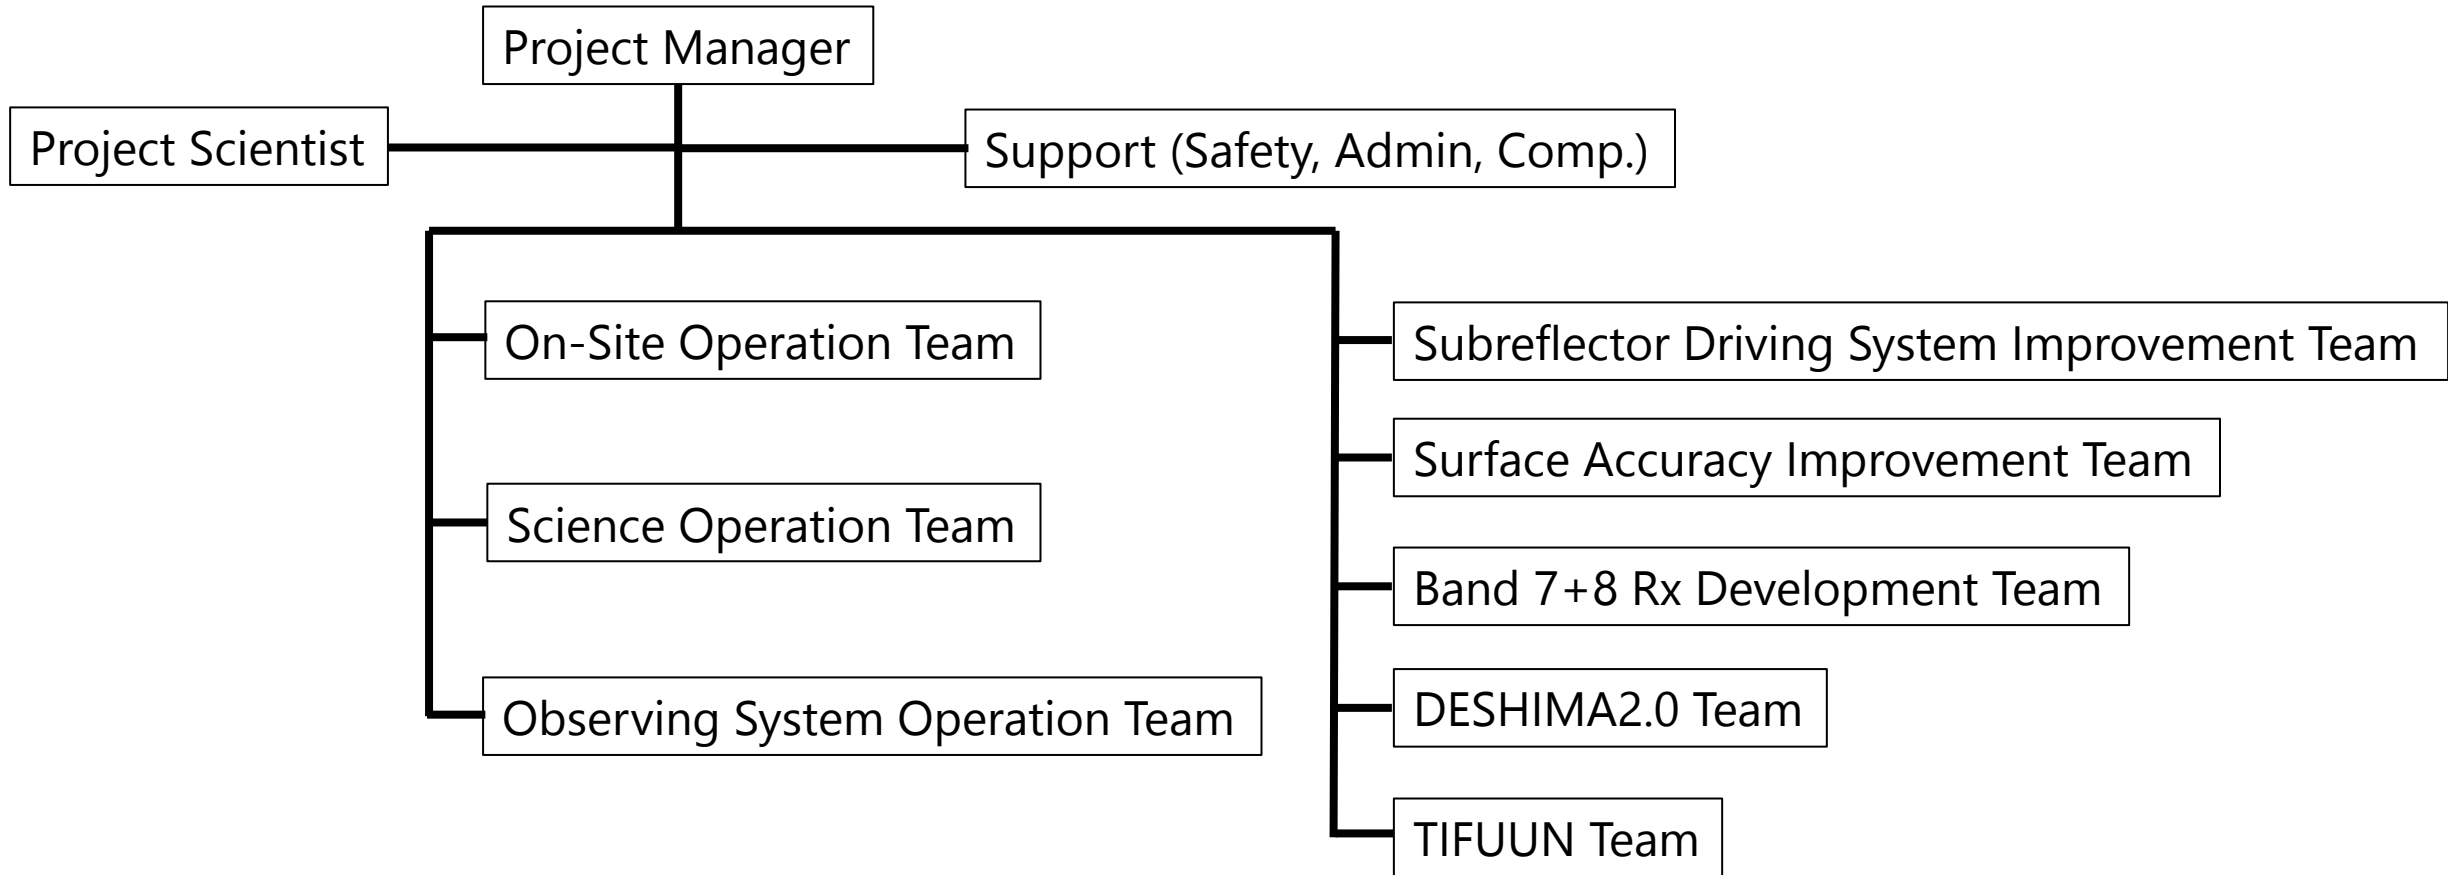 Project Manager
Project Scientist
Support (Safety, Admin, Comp.)
On-Site Operation Team
Science Operation Team
Observing System Operation Team
Subreflector Driving System Improvement Team
Surface Accuracy Improvement Team
Band 7+8 Rx Development Team
DESHIMA2.0 Team
TIFUUN Team